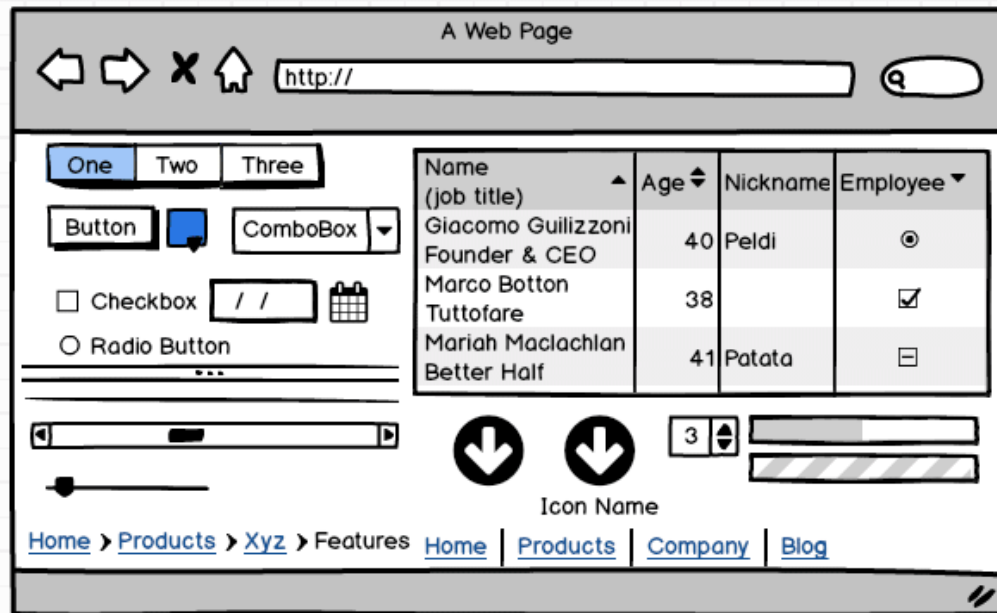 A Web Page
http://
One Two Three
Button ComboBox
Checkbox / /
Radio Button
Name
(job title) Age Nickname Employee
Giacomo Guilizzoni
Founder & CEO 40 Peldi
Marco Botton
Tuttofare 38
Mariah Maclachlan
Better Half 41 Patata
3
Icon Name
Home > Products > Xyz > Features
Home Products Company Blog